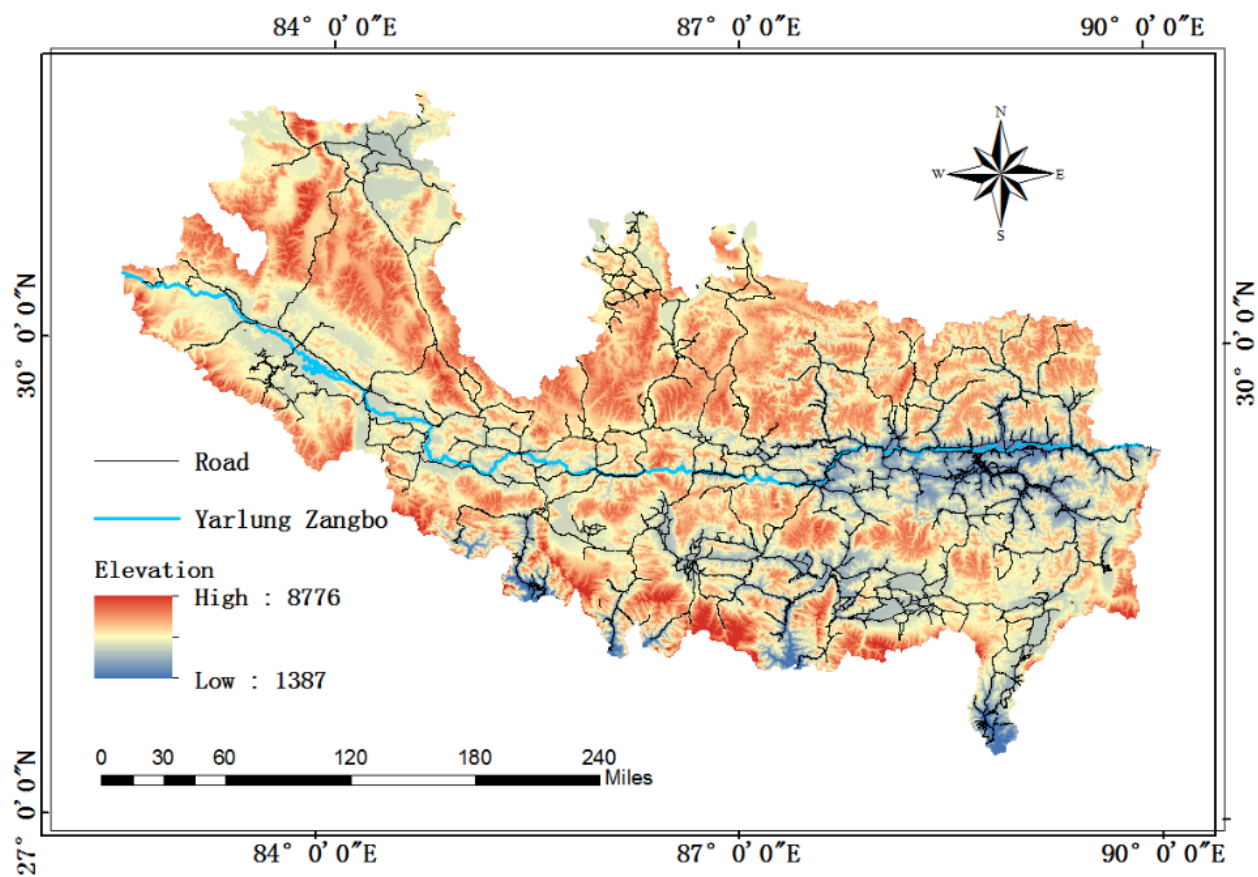 84° 0′ 0″E 87° 0′ 0″E 90° 0′ 0″E
N
W E
S
30° 0′ 0″N
30° 0′ 0″N
Road
Yarlung Zangbo
Elevation
High : 8776
Low : 1387
0 30 60 120 180 240
Miles
27° 0′ 0″N
84° 0′ 0″E 87° 0′ 0″E 90° 0′ 0″E